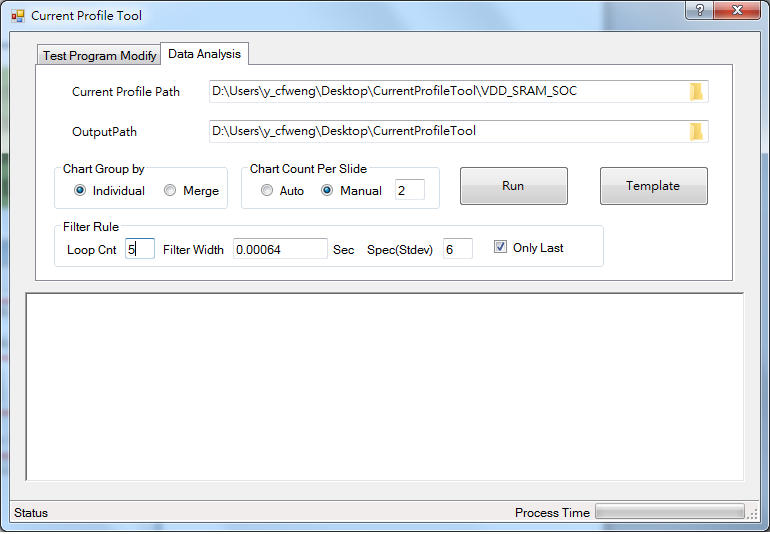 Current Profile Tool
Test Program Modify Data Analysis
Current Profile Path D:\Users\y_cfweng\Desktop\CurrentProfileTool\VDD_SRAM_SOC
OutputPath D:\Users\y_cfweng\Desktop\CurrentProfileTool
Chart Group by Chart Count Per Slide
Individual Merge Auto Manual 2 Run Template
Filter Rule
Loop Cnt 5 Filter Width 0.00064 Sec Spec(Stdev) 6 Only Last
Status Process Time